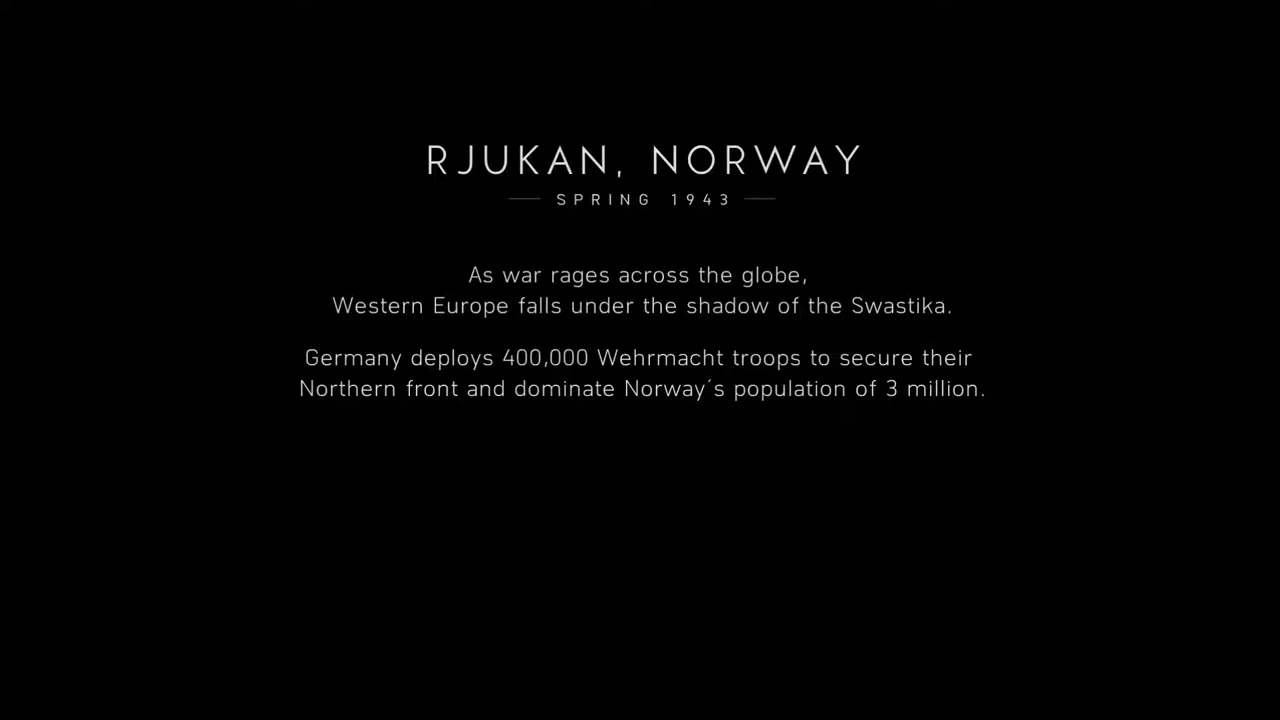 RJUKAN, NORWAY
SPRING 1943
As war rages across the globe,
Western Europe falls under the shadow of the Swastika.
Germany deploys 400,000 Wehrmacht troops to secure their
Northern front and dominate Norway´s population of 3 million.